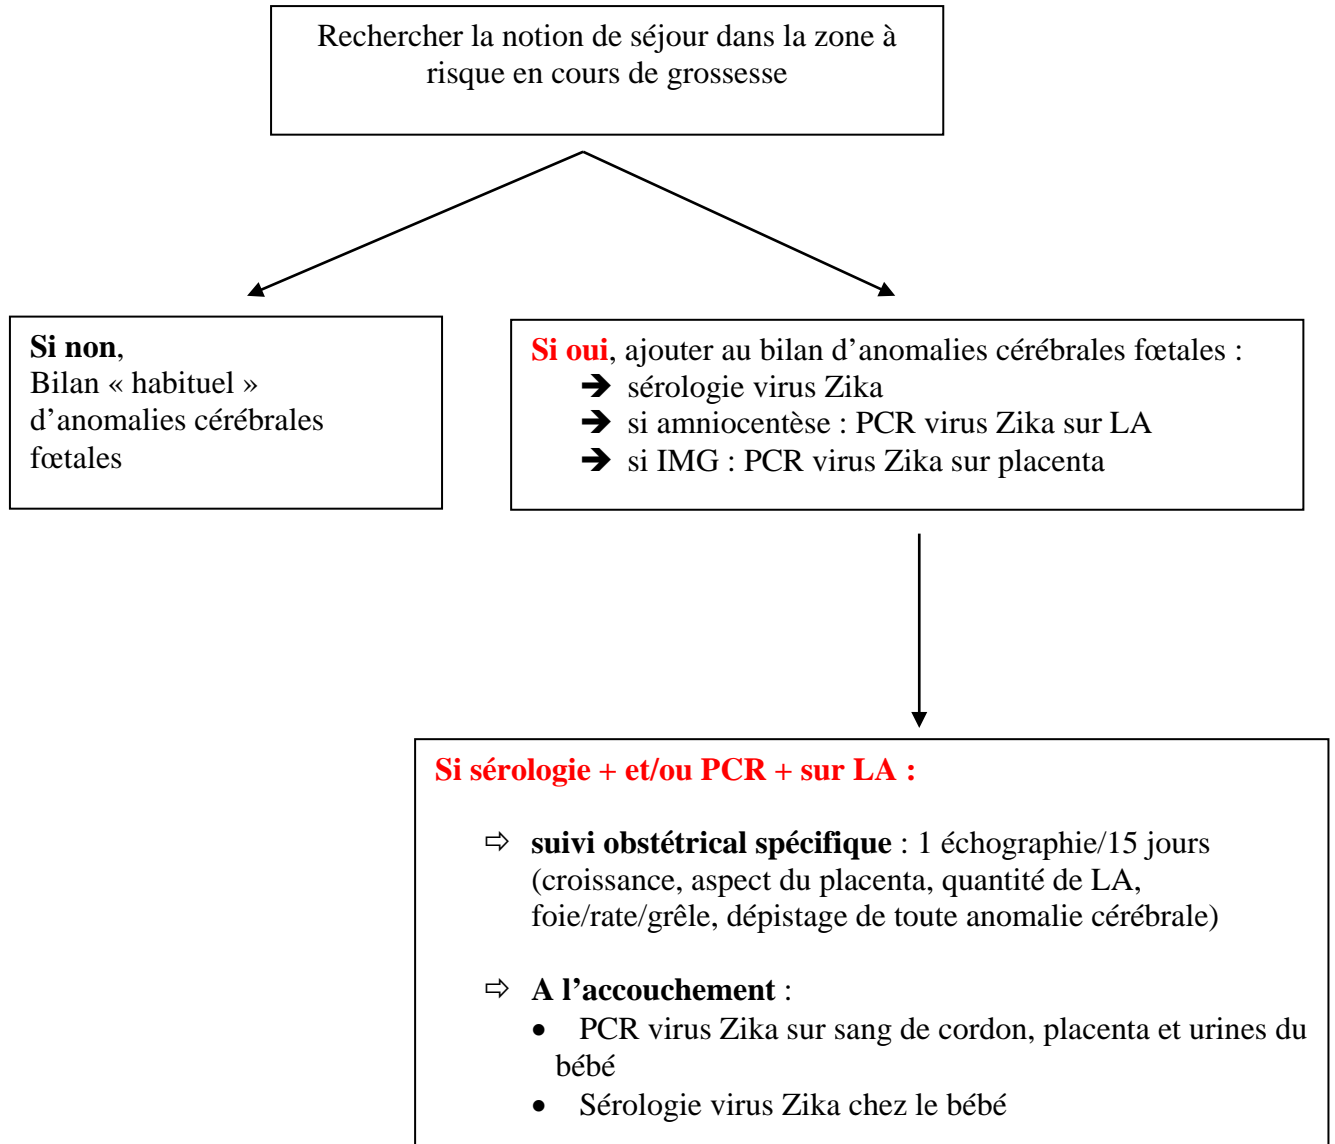 Rechercher la notion de séjour dans la zone à
risque en cours de grossesse
Si non,
Bilan « habituel »
d’anomalies cérébrales
fœtales
Si oui, ajouter au bilan d’anomalies cérébrales fœtales :
➔ sérologie virus Zika
➔ si amniocentèse : PCR virus Zika sur LA
➔ si IMG : PCR virus Zika sur placenta
Si sérologie + et/ou PCR + sur LA :
⇨ suivi obstétrical spécifique : 1 échographie/15 jours
(croissance, aspect du placenta, quantité de LA,
foie/rate/grêle, dépistage de toute anomalie cérébrale)
⇨ A l’accouchement :
• PCR virus Zika sur sang de cordon, placenta et urines du
bébé
• Sérologie virus Zika chez le bébé